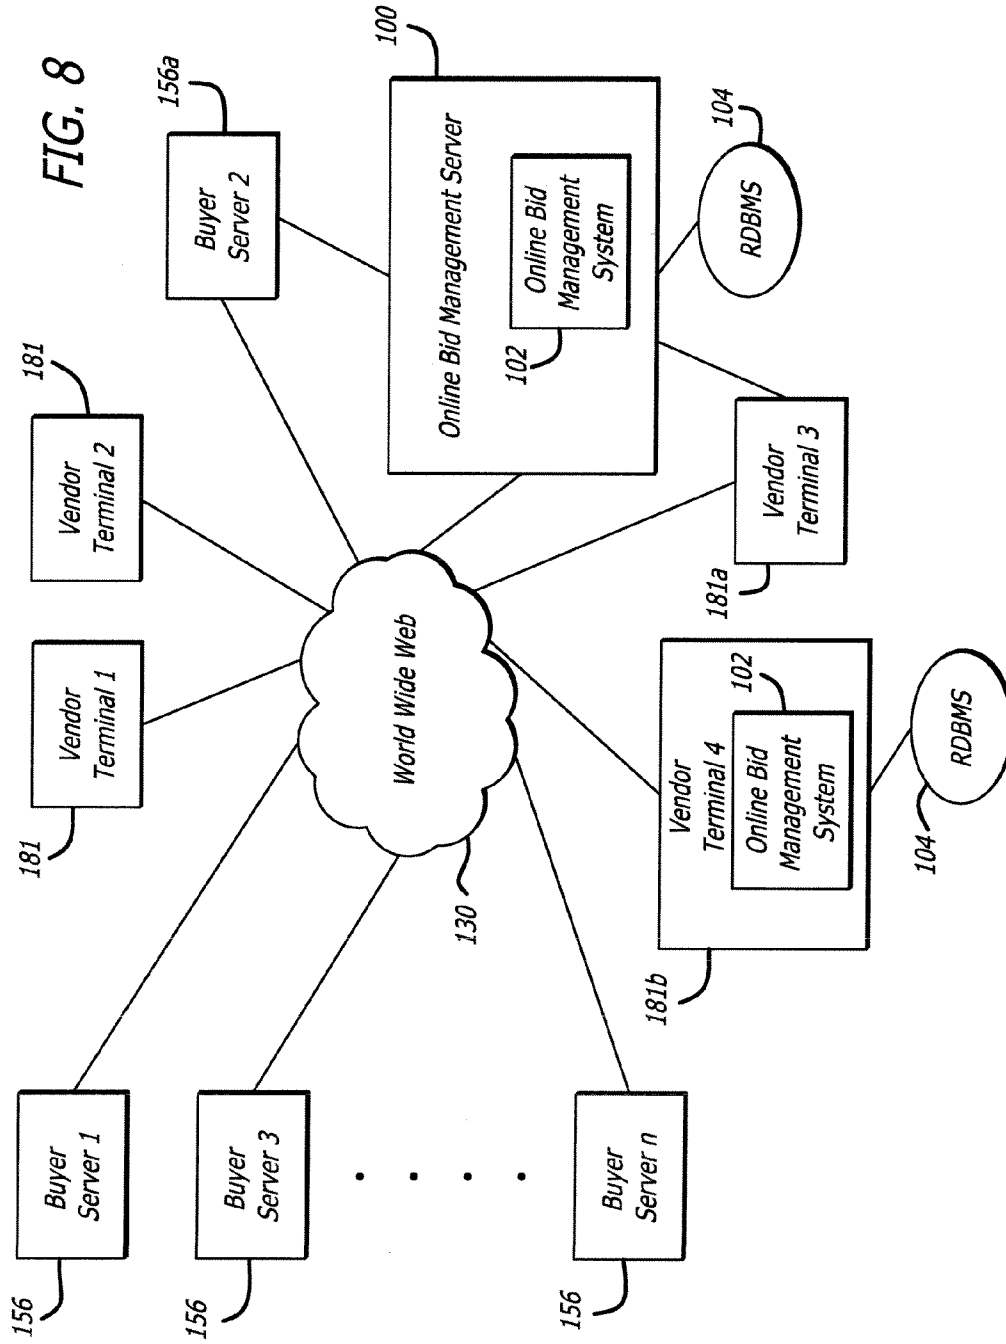 FIG. 8
156
Buyer
Server 1
156
Buyer
Server 3
156
Buyer
Server n
181
Vendor
Terminal 1
181
Vendor
Terminal 2
156a
Buyer
Server 2
World Wide Web
130
100
Online Bid Management Server
102
Online Bid
Management
System
104
RDBMS
181a
Vendor
Terminal 3
181b
Vendor
Terminal 4
102
Online Bid
Management
System
104
RDBMS